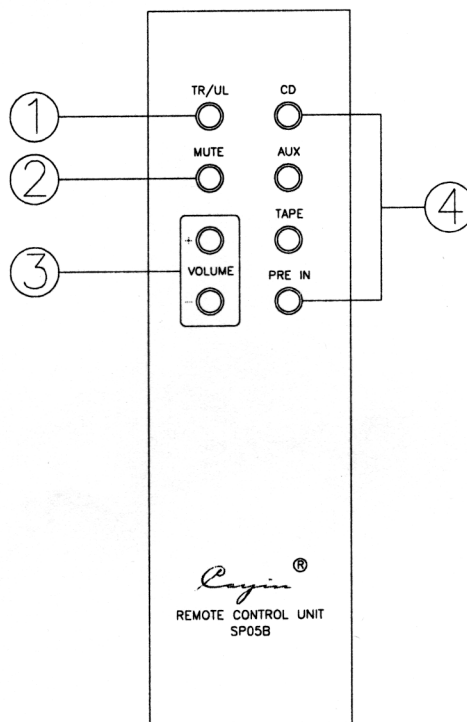 TR/UL CD
1
MUTE AUX
2
4
TAPE
+
3
VOLUME
PRE IN
-
Cayin ®
REMOTE CONTROL UNIT
SP05B